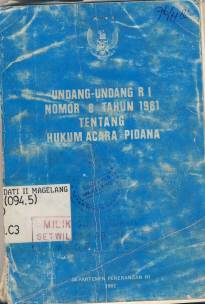 UNDANG-UNDANG R I
NOMOR 8 TAHUN 1981
TENTANG
HUKUM ACARA PIDANA
DATI II MAGELANG
(094.5)
.C3
MILIK
SETWIL
DEPARTEMEN PENERANGAN RI